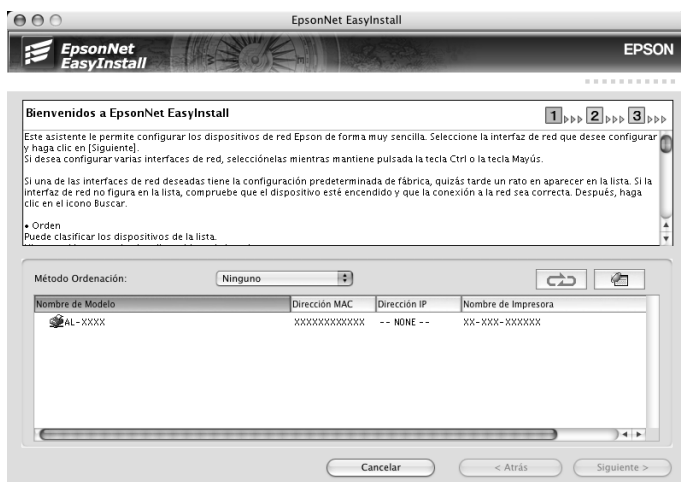 EpsonNet EasyInstall
EpsonNet
EasyInstall
EPSON
Bienvenidos a EpsonNet EasyInstall
1 2 3
Este asistente le permite configurar los dispositivos de red Epson de forma muy sencilla. Seleccione la interfaz de red que desee configurar
y haga clic en [Siguiente].
Si desea configurar varias interfaces de red, selecciónelas mientras mantiene pulsada la tecla Ctrl o la tecla Mayús.
Si una de las interfaces de red deseadas tiene la configuración predeterminada de fábrica, quizás tarde un rato en aparecer en la lista. Si la
interfaz de red no figura en la lista, compruebe que el dispositivo esté encendido y que la conexión a la red sea correcta. Después, haga
clic en el icono Buscar.
• Orden
Puede clasificar los dispositivos de la lista.
Método Ordenación: Ninguno
Nombre de Modelo Dirección MAC Dirección IP Nombre de Impresora
AL-XXXX XXXXXXXXXXXX -- NONE -- XX-XXX-XXXXXX
Cancelar < Atrás Siguiente >